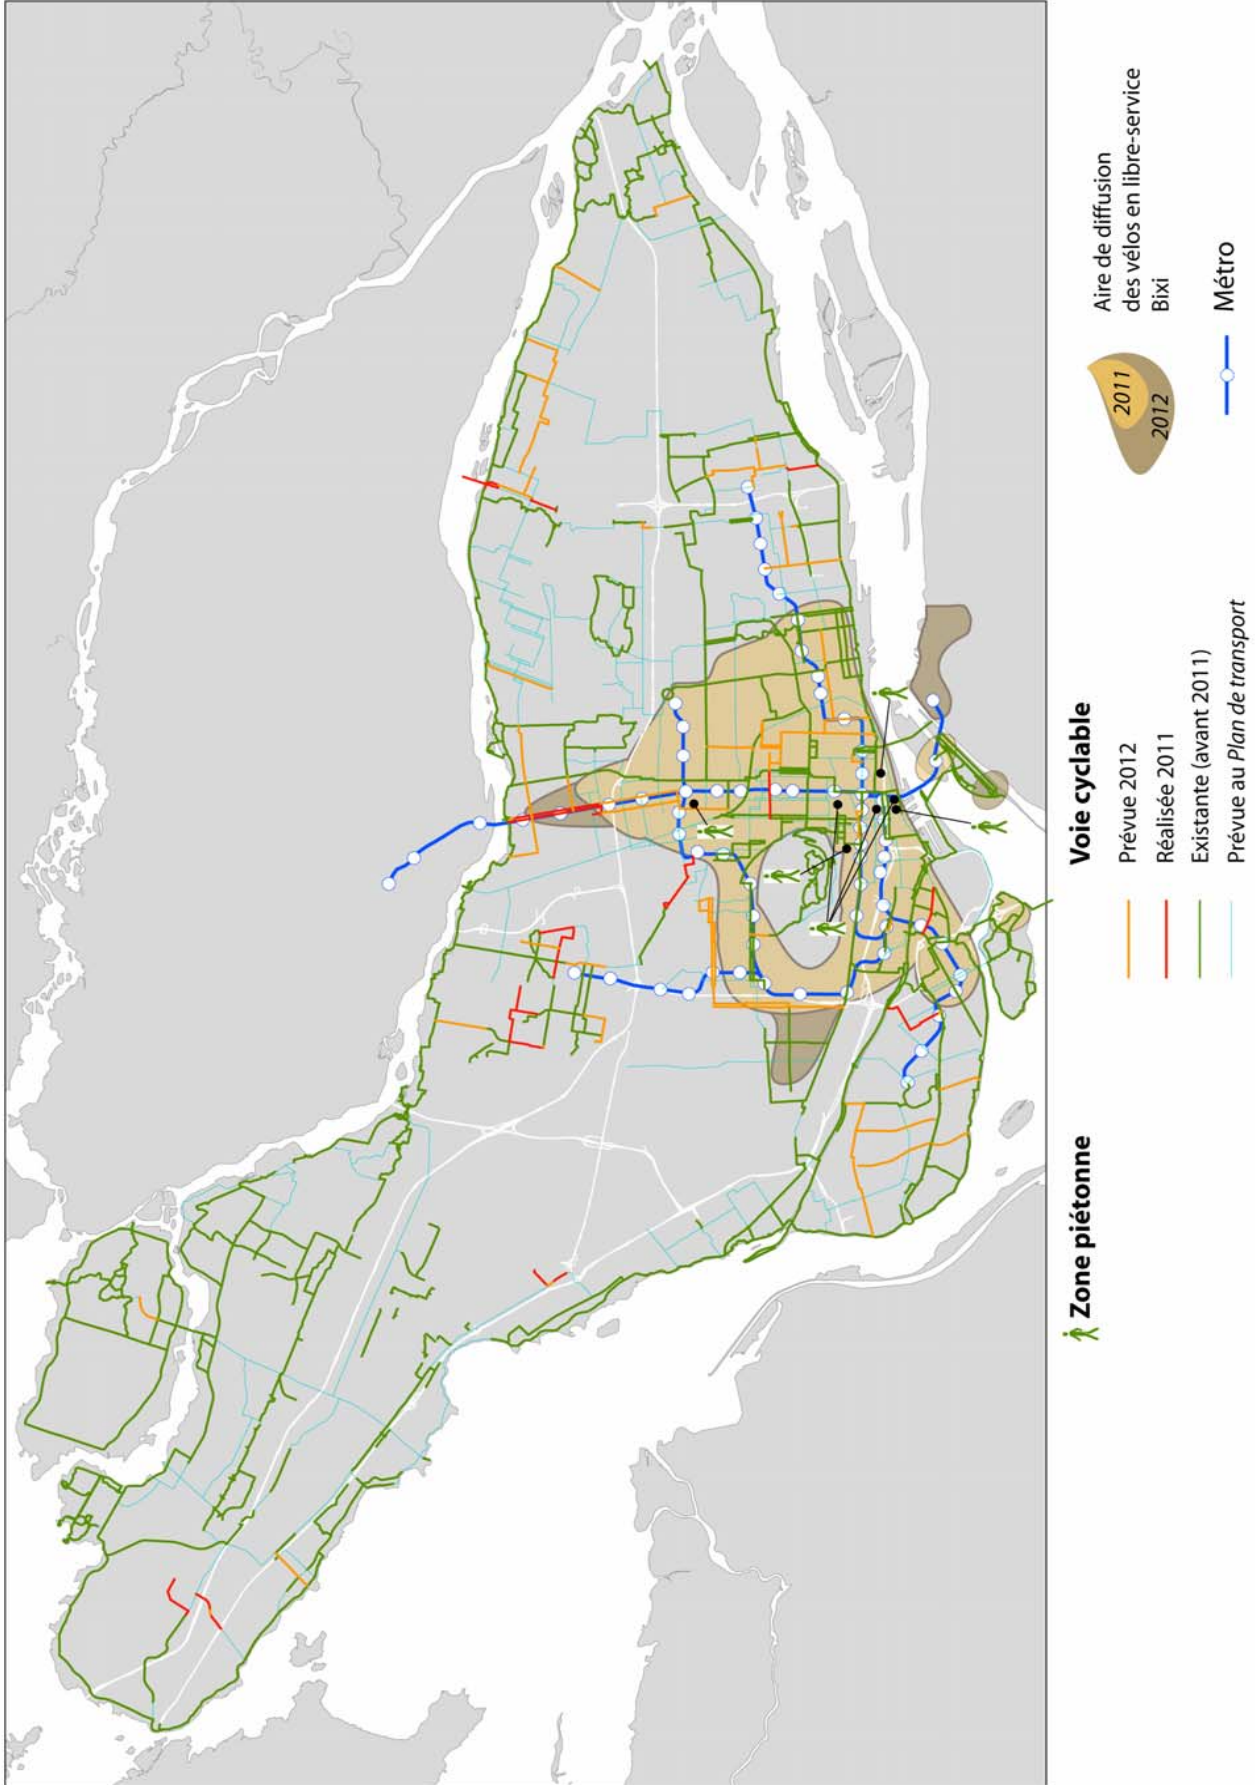 Zone piétonne
Voie cyclable
Prévue 2012
Réalisée 2011
Existante (avant 2011)
Prévue au Plan de transport
2011
2012
Aire de diffusion
des vélos en libre-service
Bixi
Métro